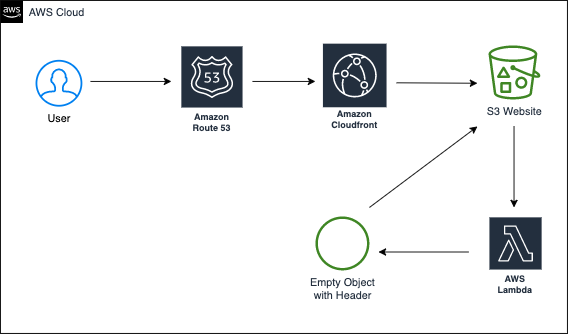 aws
AWS Cloud
53
User
Amazon
Route 53
Amazon
Cloudfront
S3 Website
Empty Object
with Header
AWS
Lambda